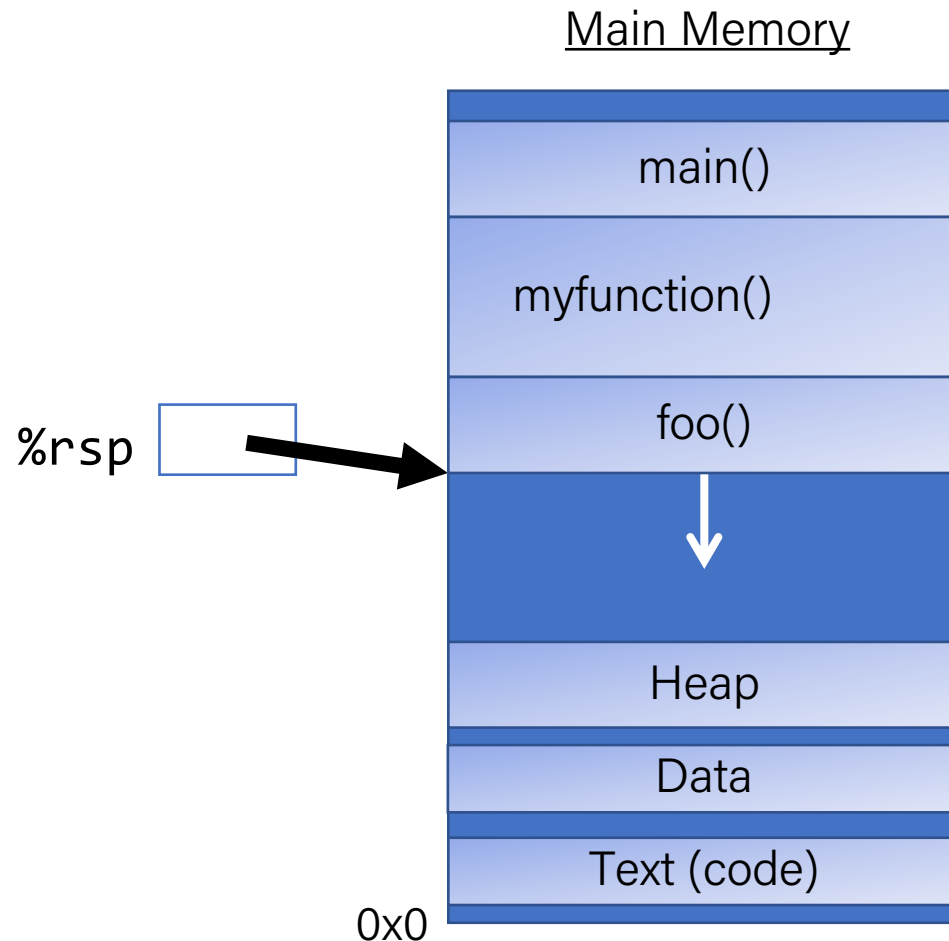 Main Memory
main()
myfunction()
foo()
%rsp
Heap
Data
Text (code)
0x0